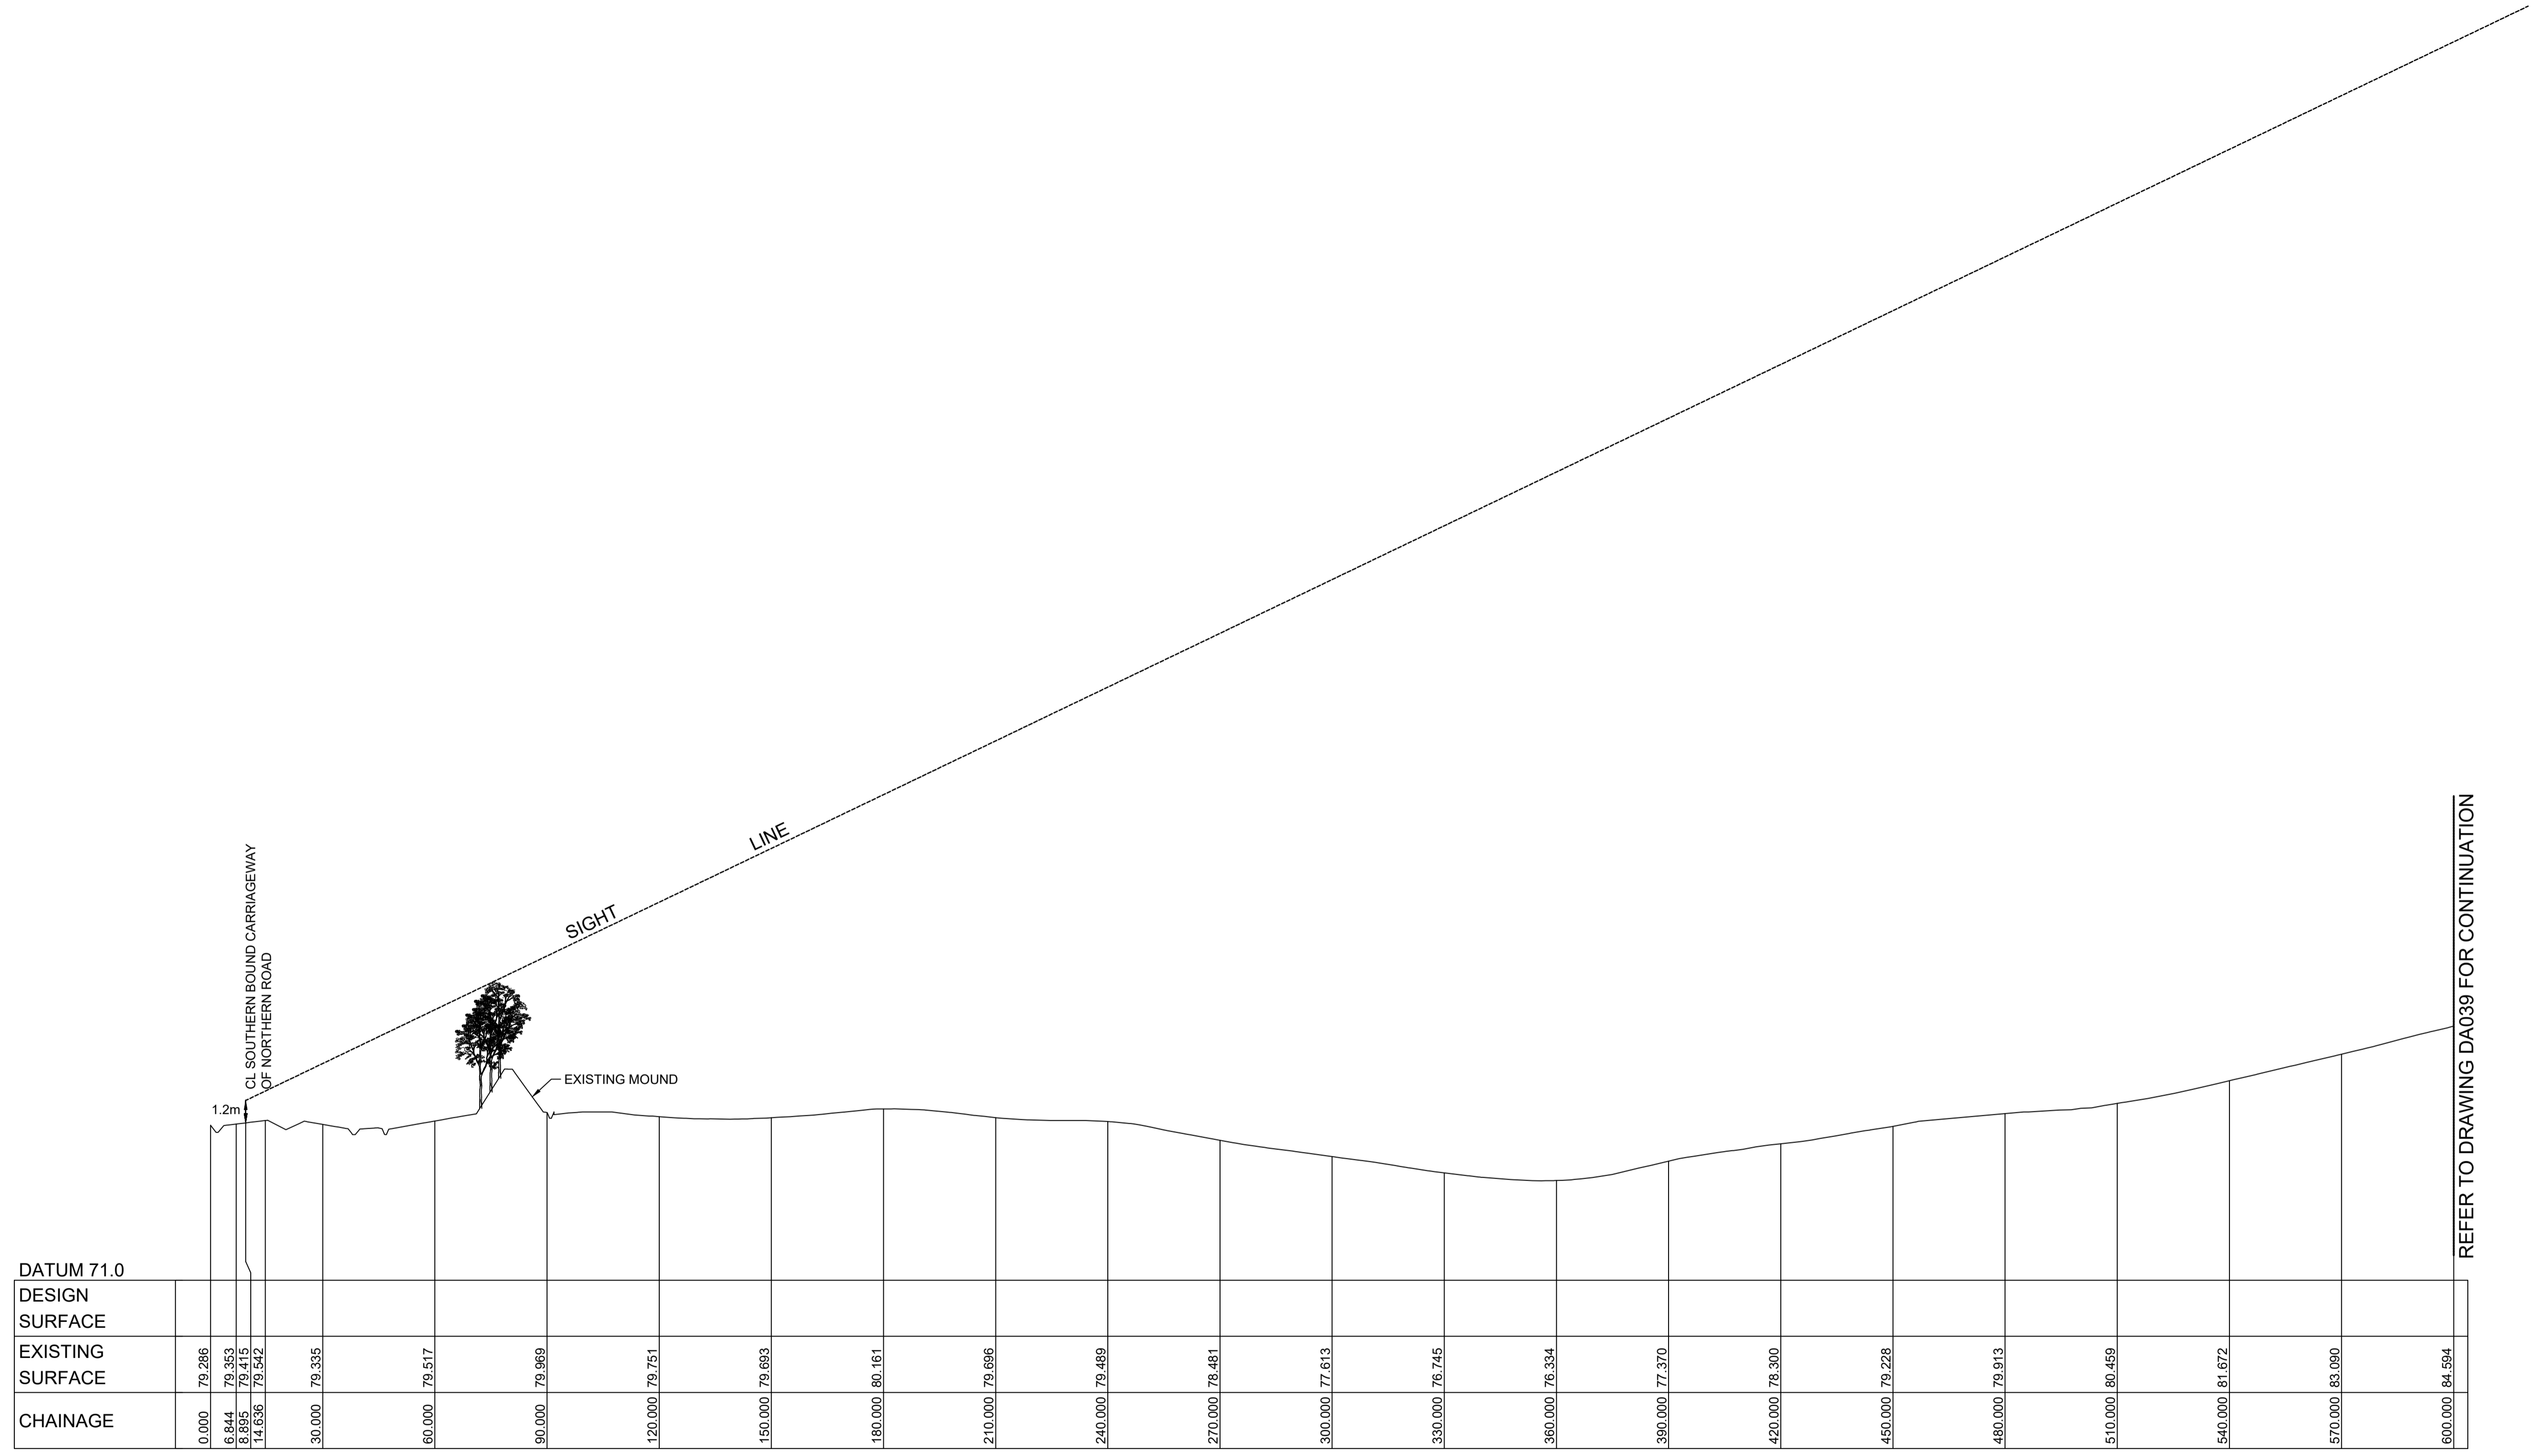 LINE
SIGHT
CL SOUTHERN BOUND CARRIAGEWAY
OF NORTHERN ROAD
1.2m
EXISTING MOUND
REFER TO DRAWING DA039 FOR CONTINUATION
DATUM 71.0
DESIGN
SURFACE
EXISTING
SURFACE
79.286 79.353 79.415 79.542 79.335 79.517 79.969 79.751 79.693 80.161 79.696 79.489 78.481 77.613 76.745 76.334 77.370 78.300 79.228 79.913 80.459 81.672 83.090 84.594
CHAINAGE
0.000 6.844 8.895 14.636 30.000 60.000 90.000 120.000 150.000 180.000 210.000 240.000 270.000 300.000 330.000 360.000 390.000 420.000 450.000 480.000 510.000 540.000 570.000 600.000